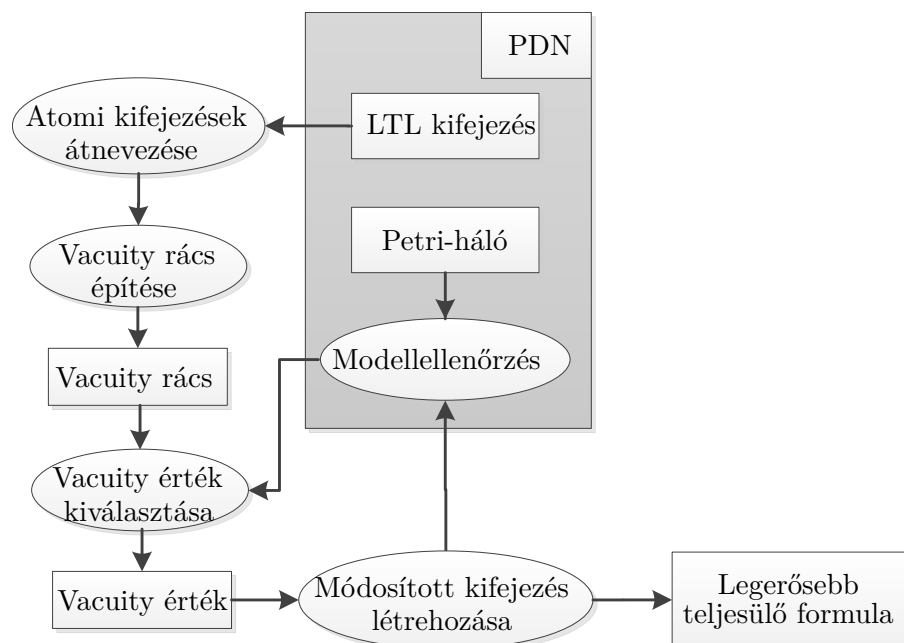 PDN
Atomi kifejezések
átnevezése
LTL kifejezés
Vacuity rács
építése
Petri-háló
Vacuity rács
Modellellenőrzés
Vacuity érték
kiválasztása
Vacuity érték
Módosított kifejezés
létrehozása
Legerősebb
teljesülő formula